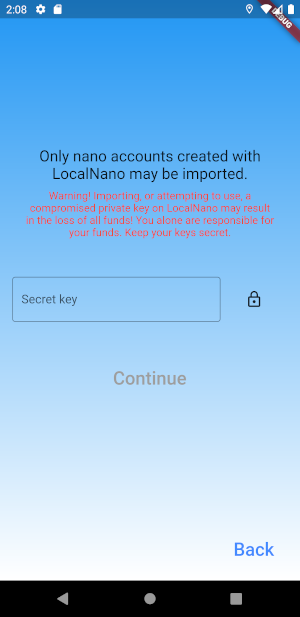 2:08
DEBUG
Only nano accounts created with
LocalNano may be imported.
Warning! Importing, or attempting to use, a
compromised private key on LocalNano may result
in the loss of all funds! You alone are responsible for
your funds. Keep your keys secret.
Secret key
Continue
Back